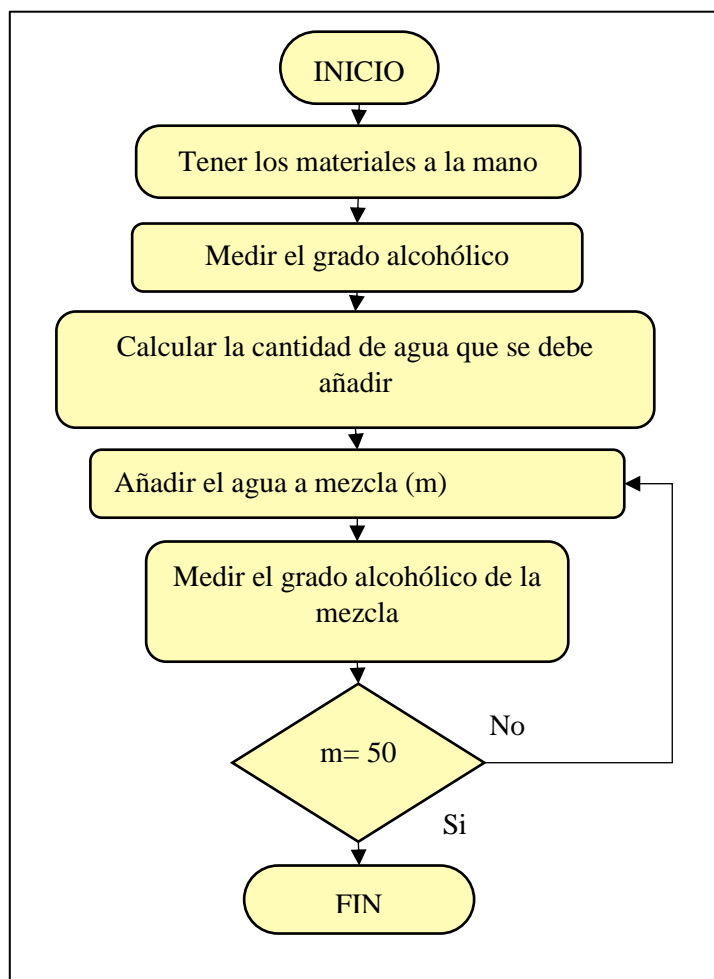 INICIO
Tener los materiales a la mano
Medir el grado alcohólico
Calcular la cantidad de agua que se debe
añadir
Añadir el agua a mezcla (m)
Medir el grado alcohólico de la
mezcla
m= 50
No
Si
FIN